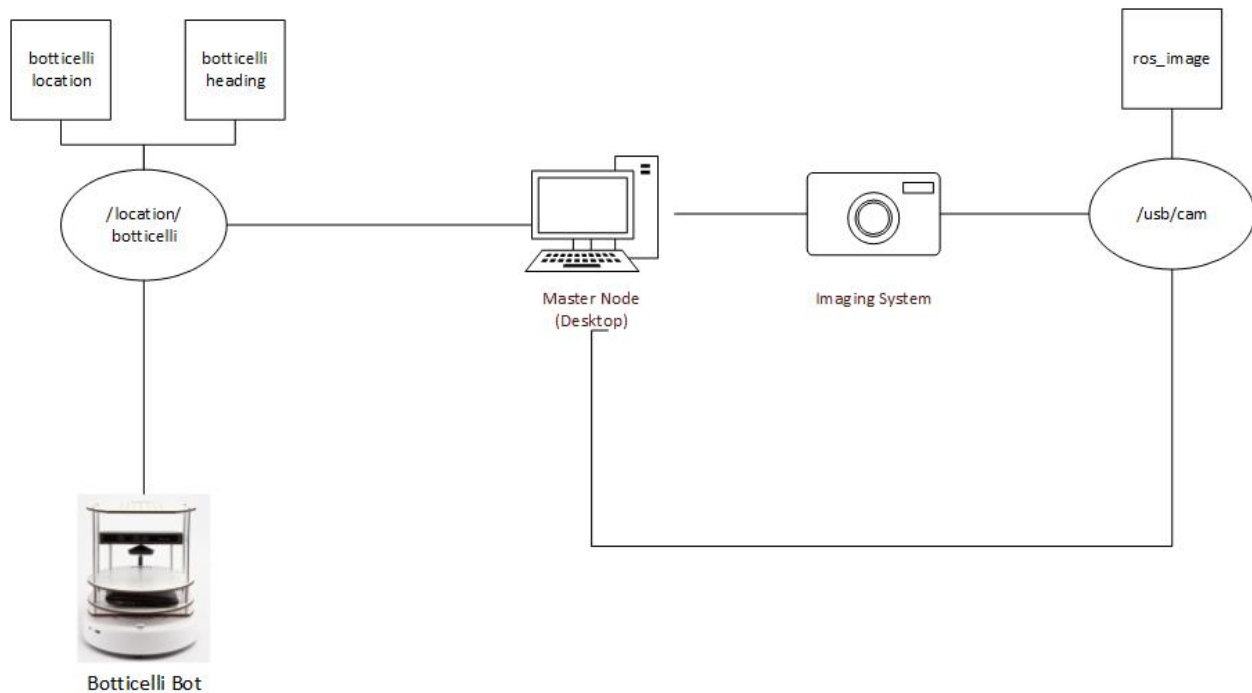 botticelli
location
botticelli
heading
ros_image
/location/
botticelli
/usb/cam
Master Node
(Desktop)
Imaging System
Botticelli Bot